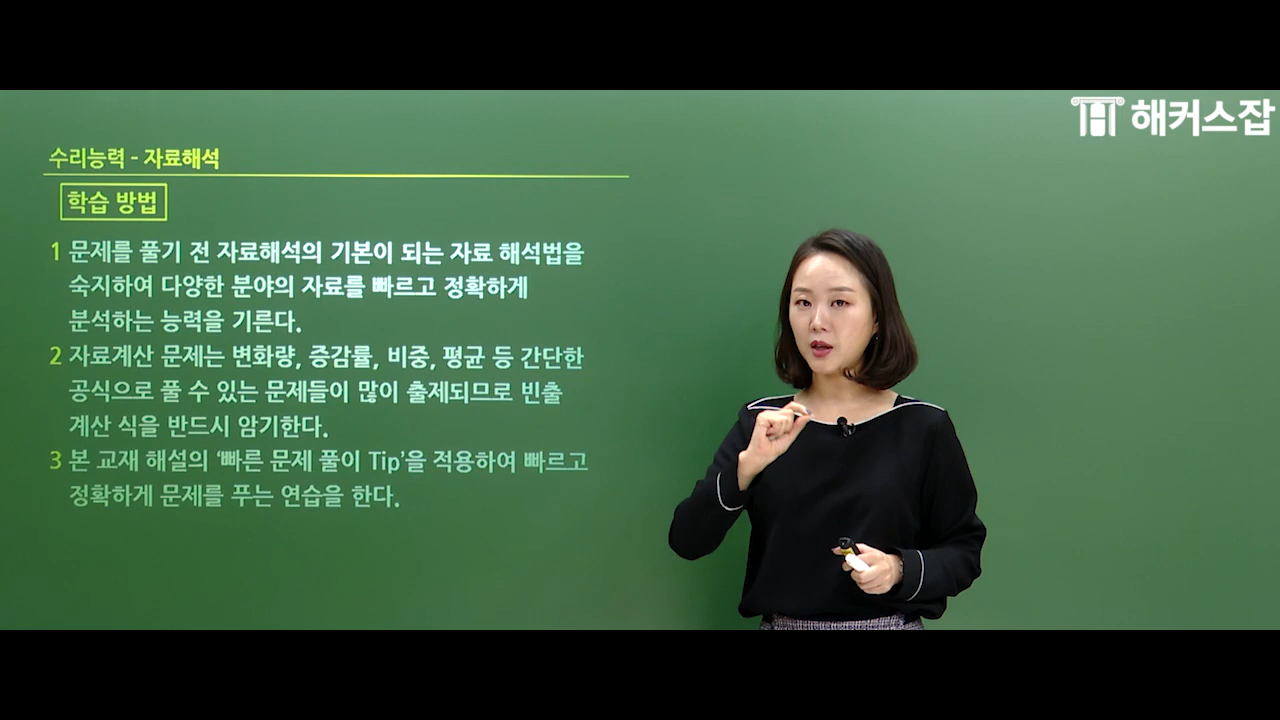 해커스잡
수리능력 - 자료해석
학습 방법
1 문제를 풀기 전 자료해석의 기본이 되는 자료 해석법을
숙지하여 다양한 분야의 자료를 빠르고 정확하게
분석하는 능력을 기른다.
2 자료계산 문제는 변화량, 증감률, 비중, 평균 등 간단한
공식으로 풀 수 있는 문제들이 많이 출제되므로 빈출
계산 식을 반드시 암기한다.
3 본 교재 해설의 ‘빠른 문제 풀이 Tip’을 적용하여 빠르고
정확하게 문제를 푸는 연습을 한다.